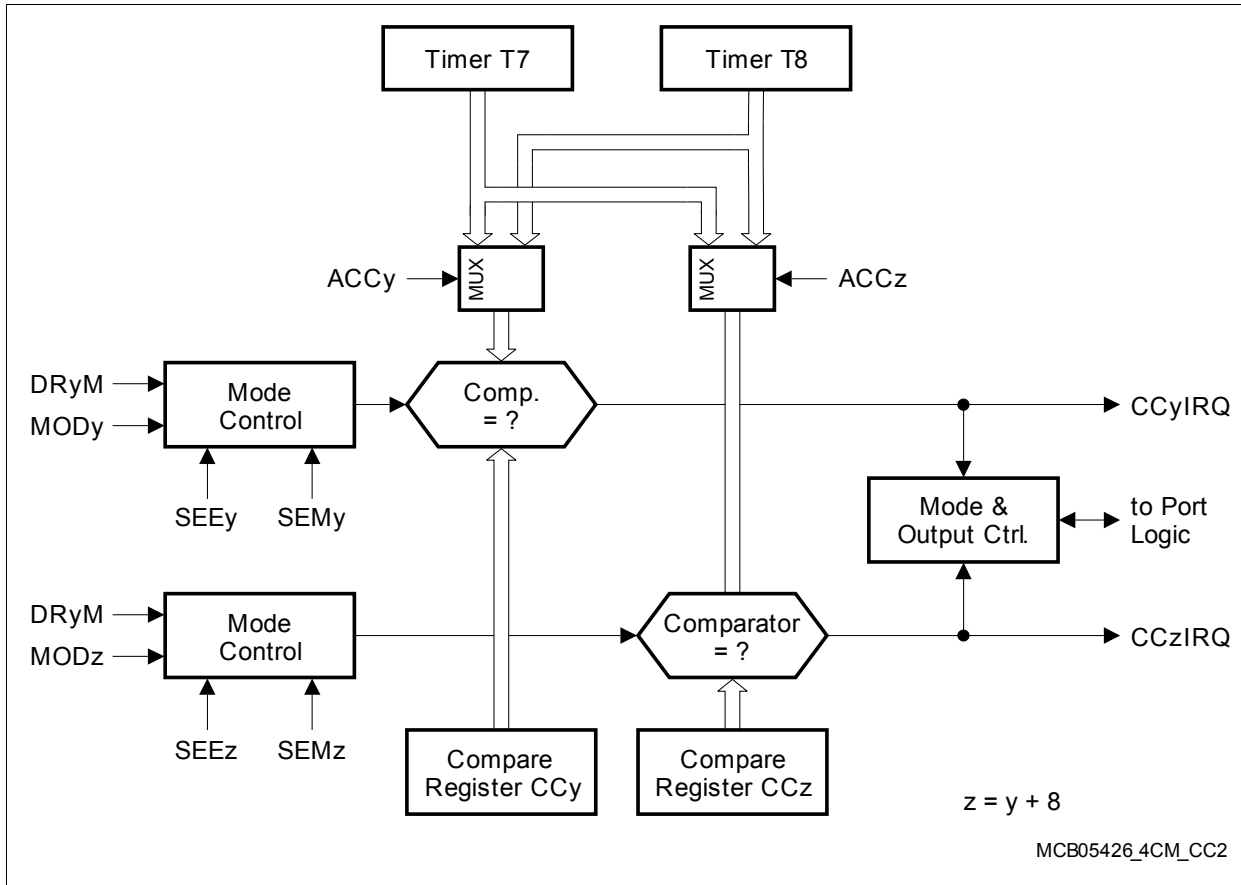 Timer T7
Timer T8
MUX
MUX
ACCy
ACCz
DRyM
MODy
Mode
Control
Comp.
= ?
CCyIRQ
SEEy
SEMy
Mode &
Output Ctrl.
to Port
Logic
DRyM
MODz
Mode
Control
Comparator
= ?
CCzIRQ
SEEz
SEMz
Compare
Register CCy
Compare
Register CCz
z = y + 8
MCB05426_4CM_CC2